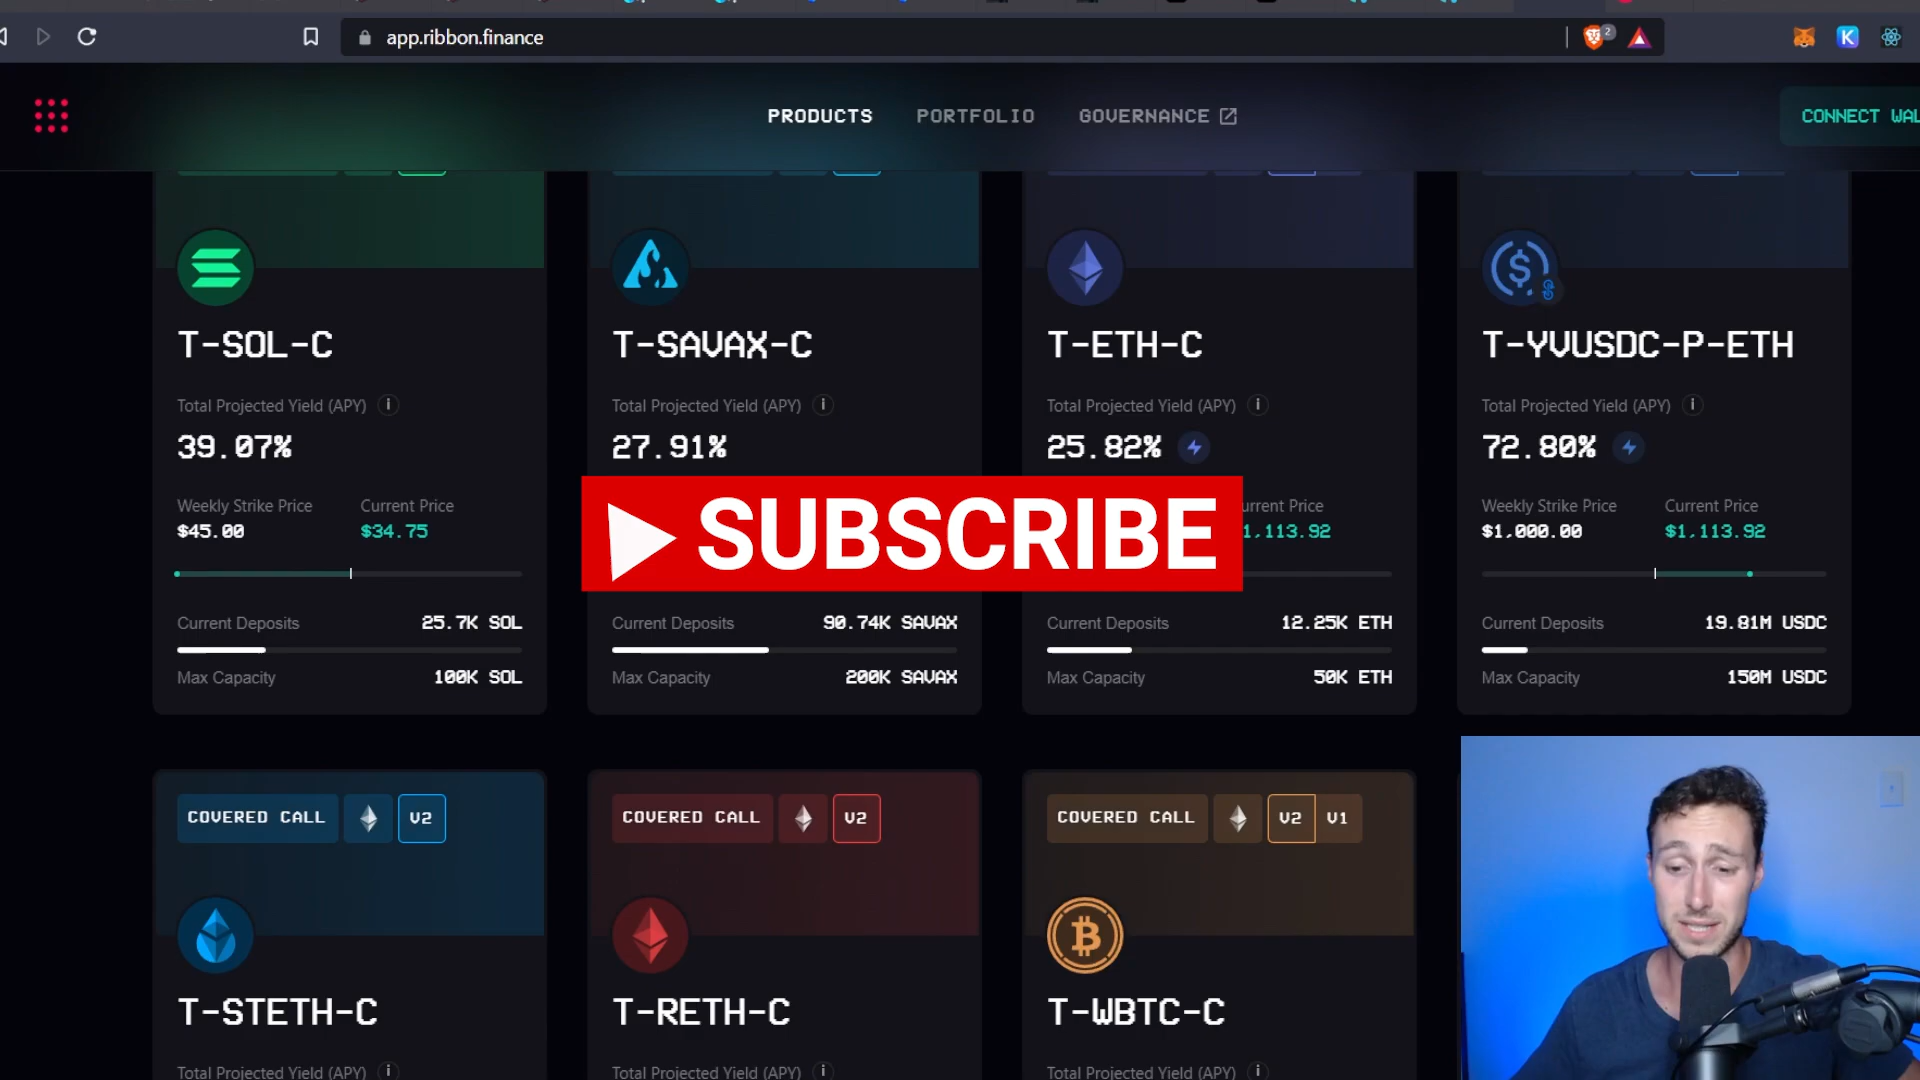 app.ribbon.finance
2
K
PRODUCTS
PORTFOLIO
GOVERNANCE
CONNECT WAL
T-SOL-C
Total Projected Yield (APY) i
39.07%
Weekly Strike Price
Current Price
$45.00
$34.75
Current Deposits
25.7K SOL
Max Capacity
100K SOL
T-SAVAX-C
Total Projected Yield (APY) i
27.91%
Current Deposits
90.74K SAVAX
Max Capacity
200K SAVAX
T-ETH-C
Total Projected Yield (APY) i
25.82%
urrent Price
1,113.92
Current Deposits
12.25K ETH
Max Capacity
50K ETH
T-YVUSDC-P-ETH
Total Projected Yield (APY) i
72.80%
Weekly Strike Price
Current Price
$1,000.00
$1,113.92
Current Deposits
19.81M USDC
Max Capacity
150M USDC
SUBSCRIBE
COVERED CALL
V2
T-STETH-C
Total Projected Yield (APY) i
COVERED CALL
V2
T-RETH-C
Total Projected Yield (APY) i
COVERED CALL
V2
V1
T-WBTC-C
Total Projected Yield (APY) i